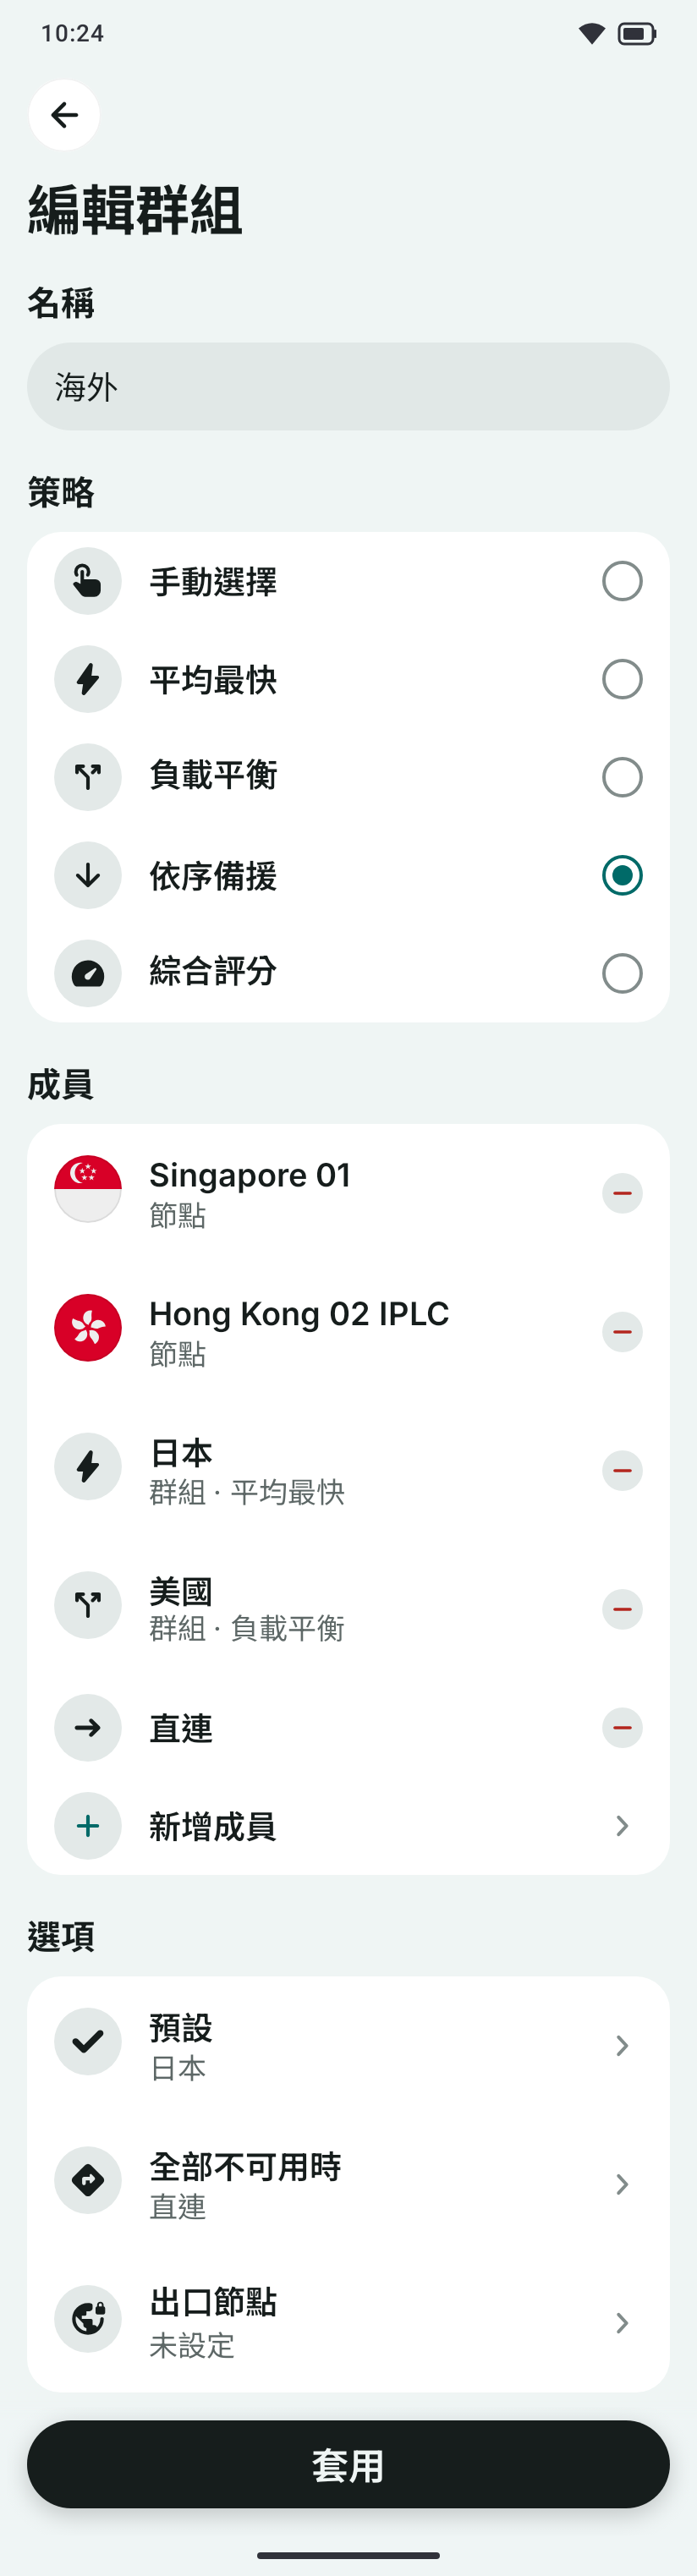 10:24
編輯群組
名稱
海外
策略
手動選擇
平均最快
負載平衡
依序備援
綜合評分
成員
Singapore 01
節點
Hong Kong 02 IPLC
節點
日本
群組 · 平均最快
美國
群組 · 負載平衡
直連
新增成員
選項
預設
日本
全部不可用時
直連
出口節點
未設定
套用